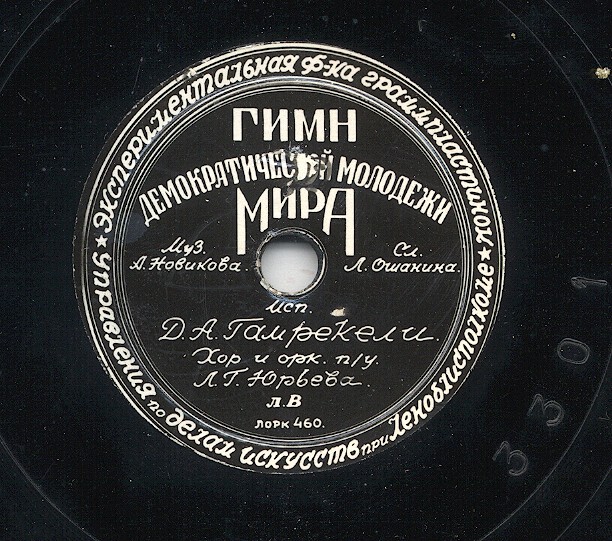 ★ Экспериментальная ф-ка грампластинок ★
Управления по делам искусств при Леноблисполкоме
ГИМН
ДЕМОКРАТИЧЕСКОЙ МОЛОДЕЖИ
МИРА
Муз.
А. Новикова.
Сл.
Л. Ошанина.
Исп.
Д. А. Гамрекели.
Хор и орк. п/у.
Л. Г. Юрьева.
Л. В
ЛОРК 460.
3301